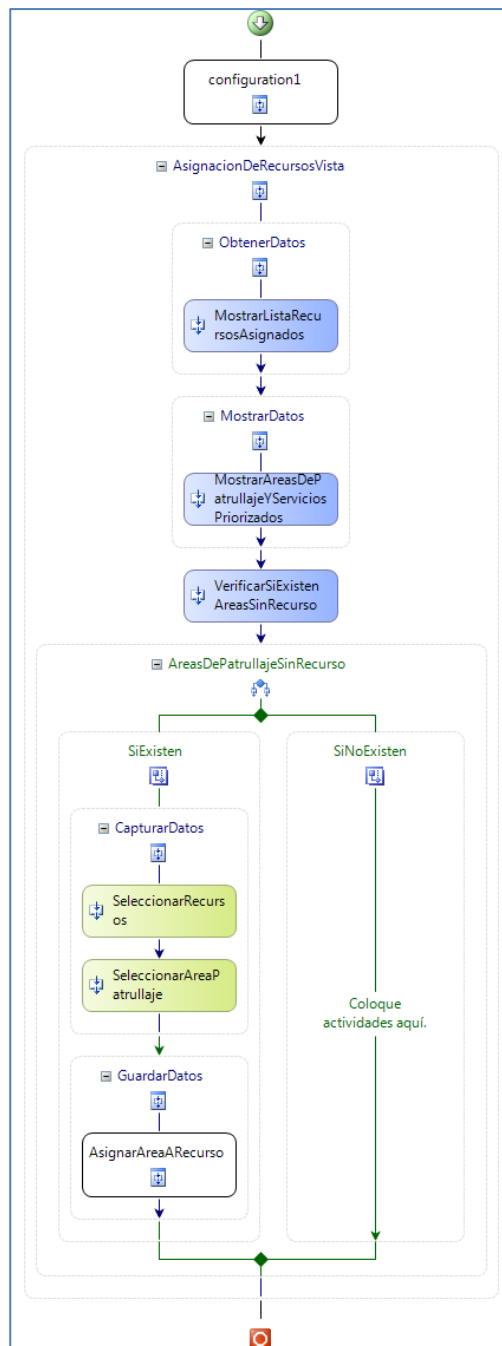 configuration1
AsignacionDeRecursosVista
ObtenerDatos
MostrarListaRecu
rsosAsignados
MostrarDatos
MostrarAreasDeP
atrullajeYServicios
Priorizados
VerificarSiExisten
AreasSinRecurso
AreasDePatrullajeSinRecurso
SiExisten
CapturarDatos
SeleccionarRecurs
os
SeleccionarAreaP
atrullaje
GuardarDatos
AsignarAreaARecurso
SiNoExisten
Coloque
actividades aquí.